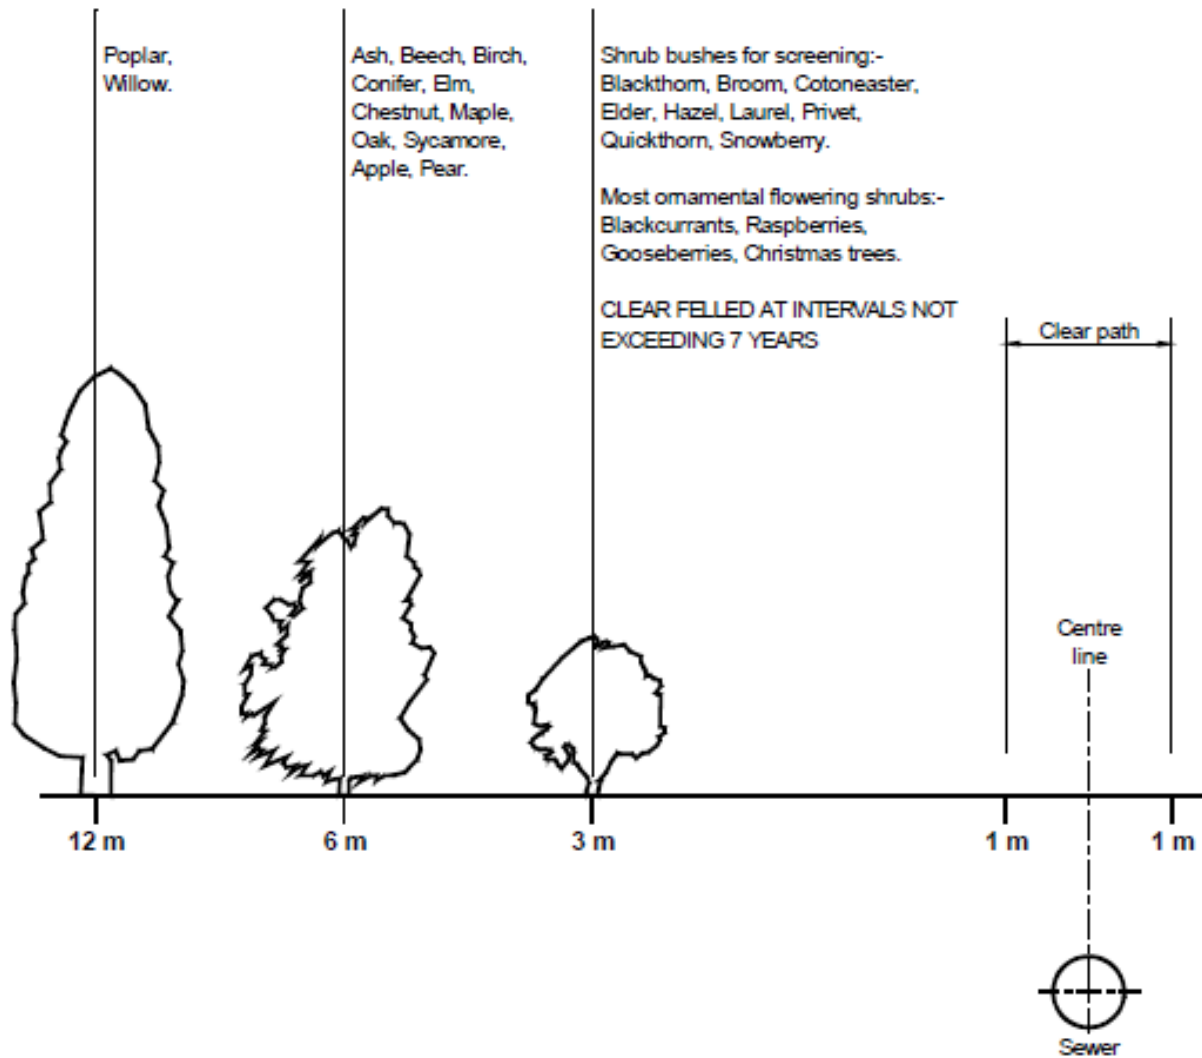 Poplar,
Willow.
Ash, Beech, Birch,
Conifer, Elm,
Chestnut, Maple,
Oak, Sycamore,
Apple, Pear.
Shrub bushes for screening:-
Blackthorn, Broom, Cotoneaster,
Elder, Hazel, Laurel, Privet,
Quickthorn, Snowberry.
Most ornamental flowering shrubs:-
Blackcurrants, Raspberries,
Gooseberries, Christmas trees.
CLEAR FELLED AT INTERVALS NOT
EXCEEDING 7 YEARS
Clear path
Centre
line
12 m
6 m
3 m
1 m
1 m
Sewer